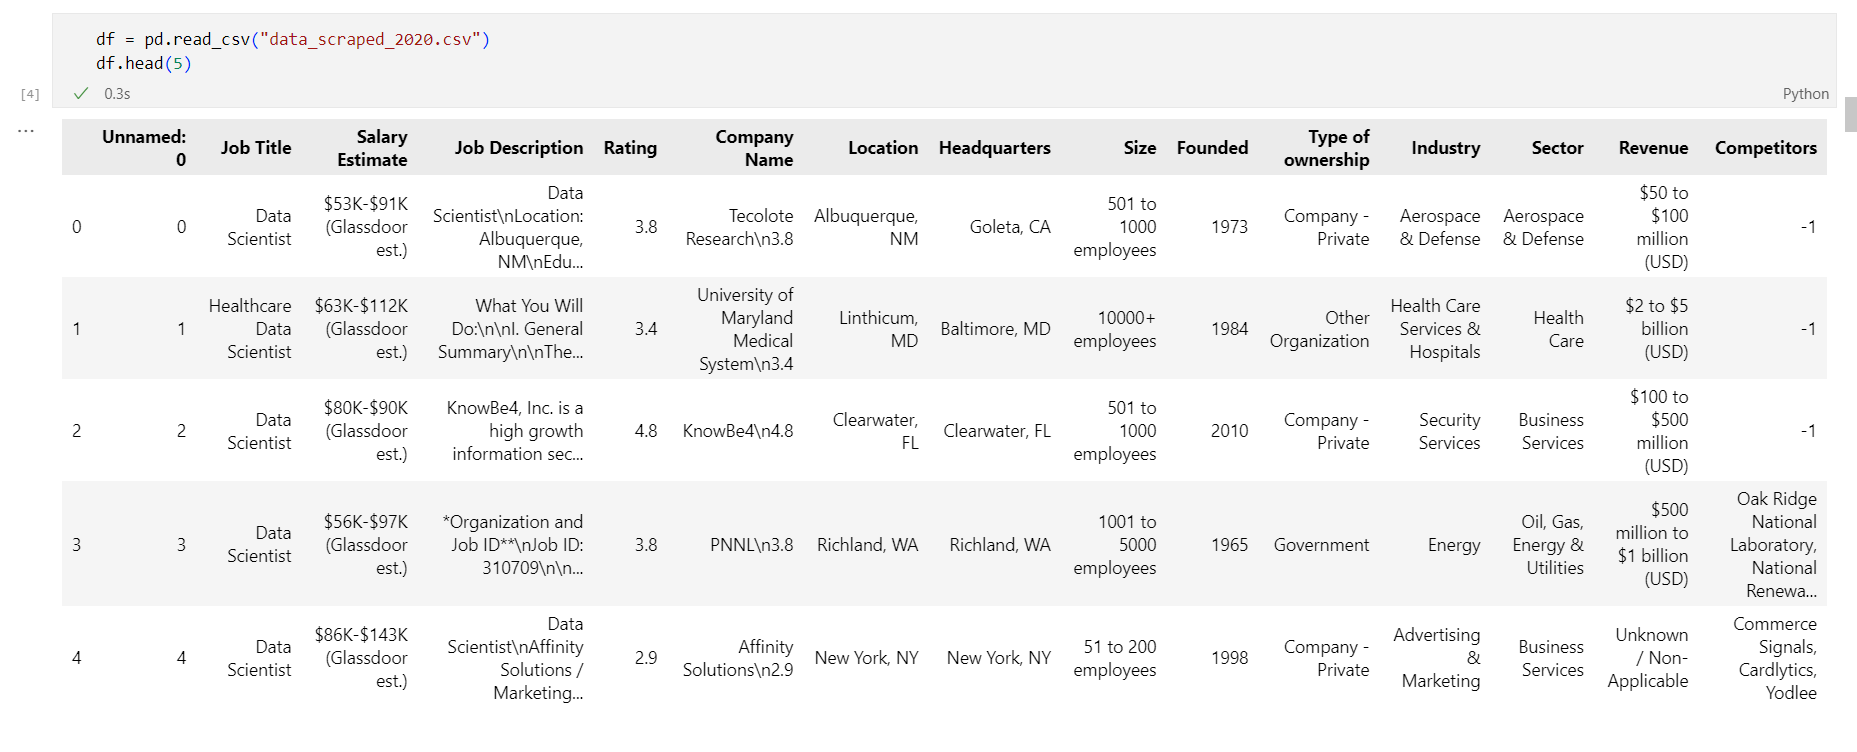 df = pd.read_csv("data_scraped_2020.csv")
df.head(5)
[4]
0.3s
Python
...
Unnamed: 0 Job Title Salary Estimate Job Description Rating Company Name Location Headquarters Size Founded Type of ownership Industry Sector Revenue Competitors
0 0 Data Scientist $53K-$91K (Glassdoor est.) Data Scientist\nLocation: Albuquerque, NM\nEdu... 3.8 Tecolote Research\n3.8 Albuquerque, NM Goleta, CA 501 to 1000 employees 1973 Company - Private Aerospace & Defense Aerospace & Defense $50 to $100 million (USD) -1
1 1 Healthcare Data Scientist $63K-$112K (Glassdoor est.) What You Will Do:\n\nI. General Summary\n\nThe... 3.4 University of Maryland Medical System\n3.4 Linthicum, MD Baltimore, MD 10000+ employees 1984 Other Organization Health Care Services & Hospitals Health Care $2 to $5 billion (USD) -1
2 2 Data Scientist $80K-$90K (Glassdoor est.) KnowBe4, Inc. is a high growth information sec... 4.8 KnowBe4\n4.8 Clearwater, FL Clearwater, FL 501 to 1000 employees 2010 Company - Private Security Services Business Services $100 to $500 million (USD) -1
3 3 Data Scientist $56K-$97K (Glassdoor est.) *Organization and Job ID**\nJob ID: 310709\n\n... 3.8 PNNL\n3.8 Richland, WA Richland, WA 1001 to 5000 employees 1965 Government Energy Oil, Gas, Energy & Utilities $500 million to $1 billion (USD) Oak Ridge National Laboratory, National Renewa...
4 4 Data Scientist $86K-$143K (Glassdoor est.) Data Scientist\nAffinity Solutions / Marketing... 2.9 Affinity Solutions\n2.9 New York, NY New York, NY 51 to 200 employees 1998 Company - Private Advertising & Marketing Business Services Unknown / Non-Applicable Commerce Signals, Cardlytics, Yodlee